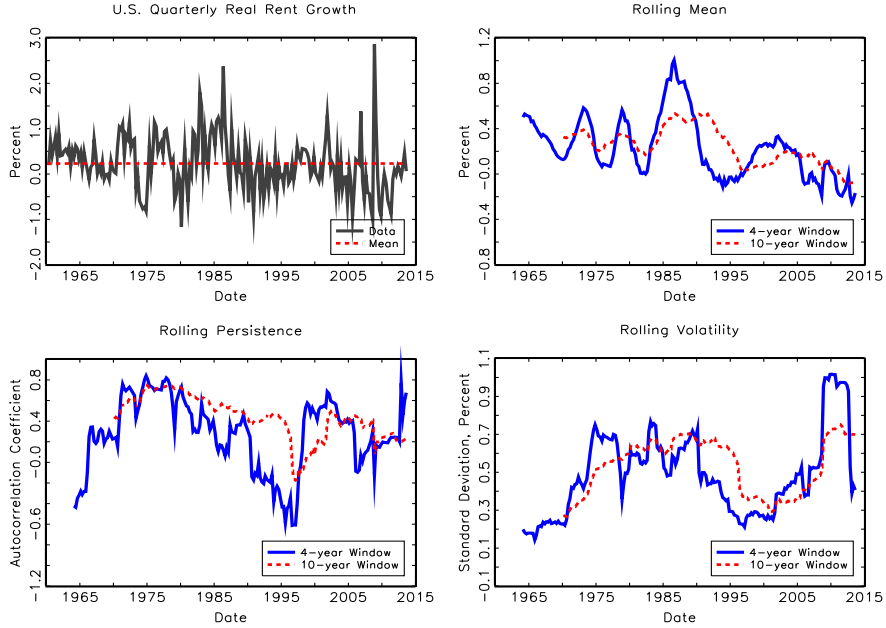 U.S. Quarterly Real Rent Growth
Percent
3.0
2.0
1.0
0.0
−1.0
−2.0
Data
Mean
1965 1975 1985 1995 2005 2015
Date
Rolling Mean
Percent
1.2
0.8
0.4
−0.0
−0.4
−0.8
4−year Window
10−year Window
1965 1975 1985 1995 2005 2015
Date
Rolling Persistence
Autocorrelation Coefficient
0.8
0.4
−0.0
−0.6
−1.2
4−year Window
10−year Window
1965 1975 1985 1995 2005 2015
Date
Rolling Volatility
Standard Deviation, Percent
1.1
0.9
0.7
0.5
0.3
0.1
−0.1
4−year Window
10−year Window
1965 1975 1985 1995 2005 2015
Date